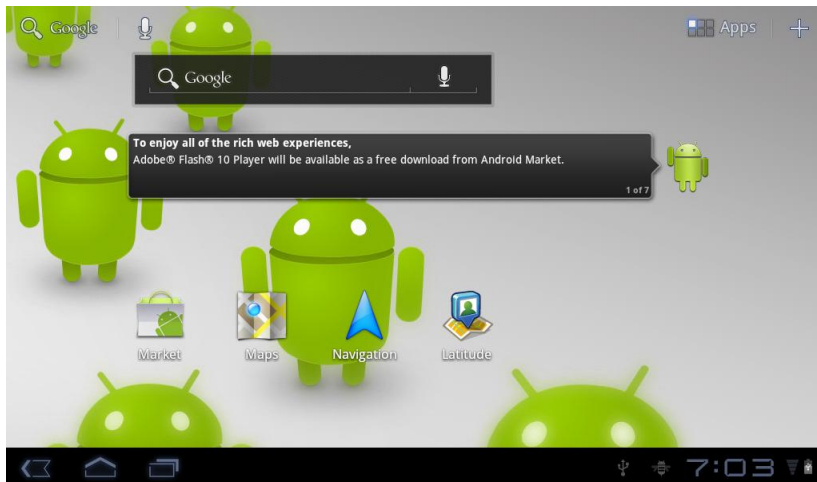 Google
Apps
Google
To enjoy all of the rich web experiences,
Adobe® Flash® 10 Player will be available as a free download from Android Market.
1 of 7
Market
Maps
Navigation
Latitude
7:03